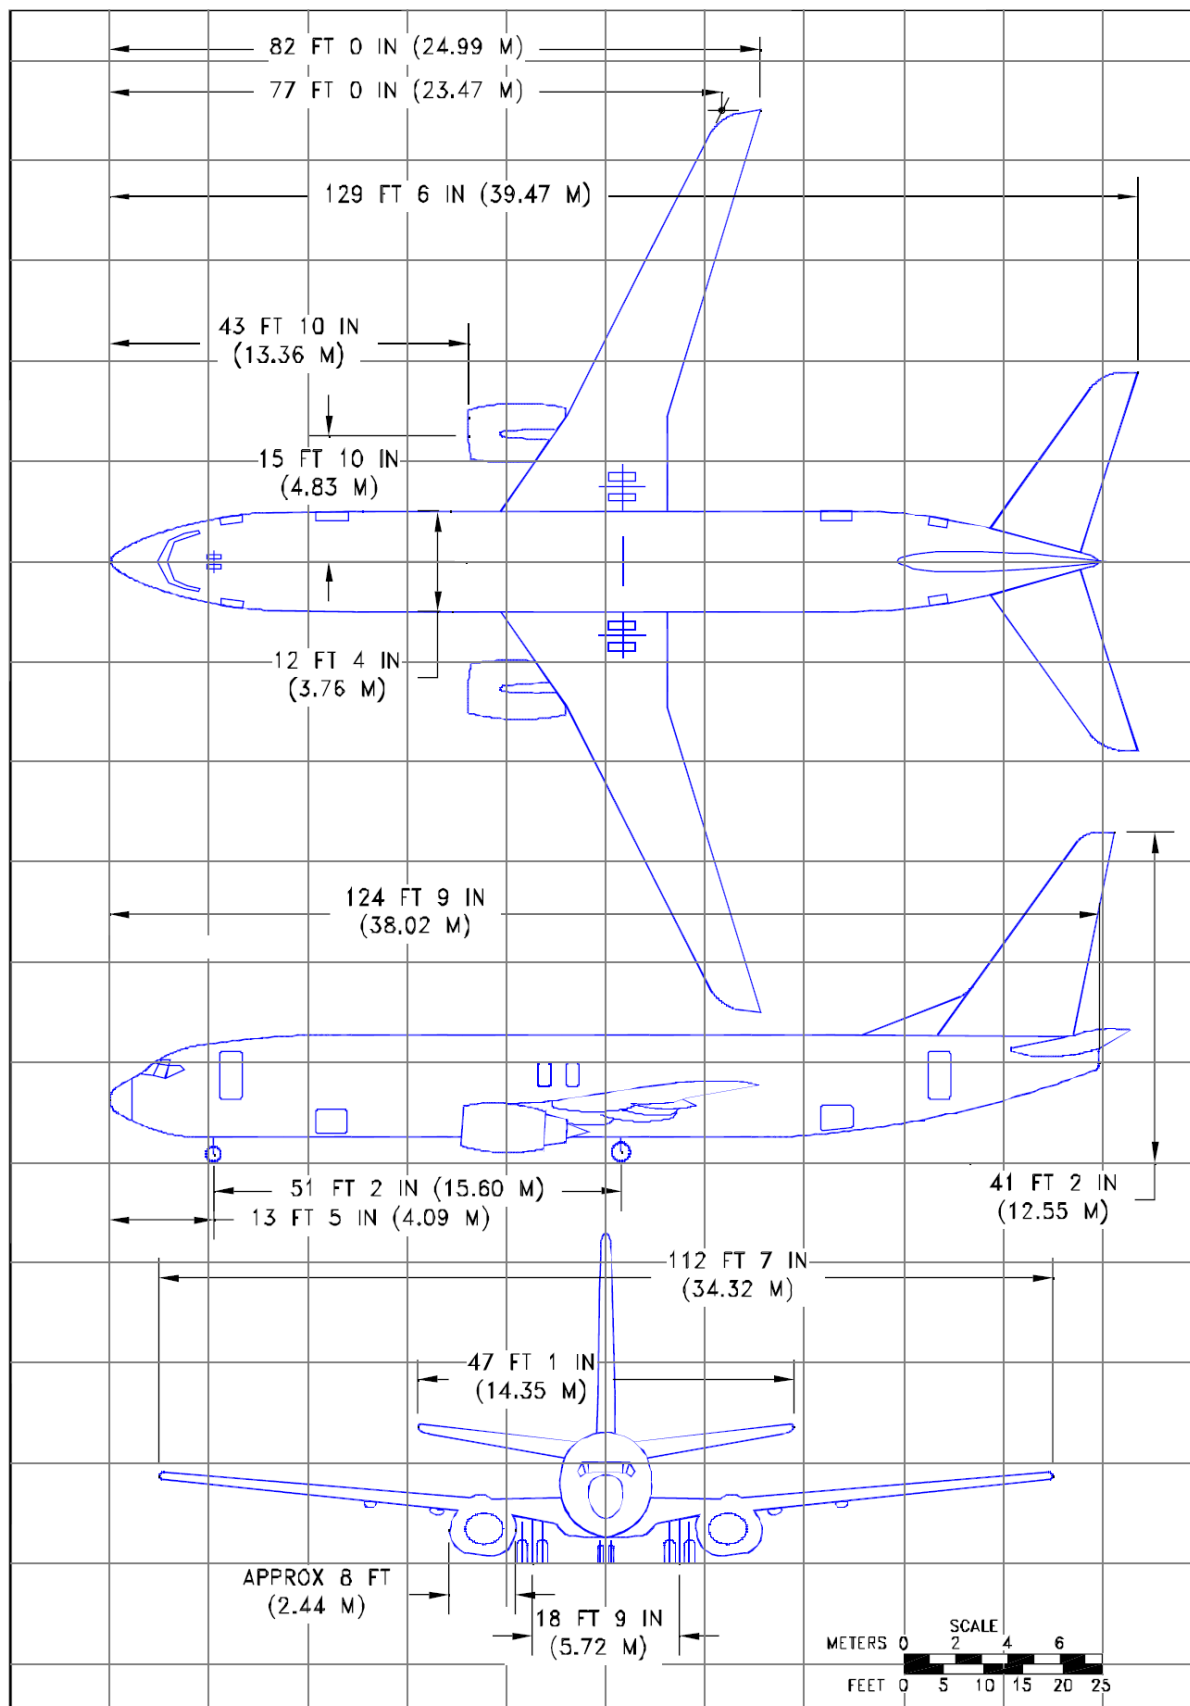 82 FT 0 IN (24.99 M)
77 FT 0 IN (23.47 M)
129 FT 6 IN (39.47 M)
43 FT 10 IN
(13.36 M)
15 FT 10 IN
(4.83 M)
12 FT 4 IN
(3.76 M)
124 FT 9 IN
(38.02 M)
51 FT 2 IN (15.60 M)
13 FT 5 IN (4.09 M)
41 FT 2 IN
(12.55 M)
112 FT 7 IN
(34.32 M)
47 FT 1 IN
(14.35 M)
APPROX 8 FT
(2.44 M)
18 FT 9 IN
(5.72 M)
SCALE
METERS 0 2 4 6
FEET 0 5 10 15 20 25